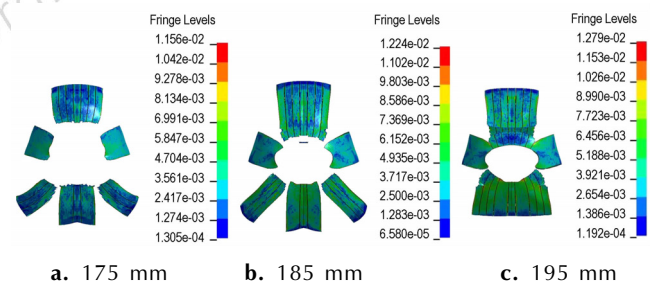 Fringe Levels
1.156e-02
1.042e-02
9.278e-03
8.134e-03
6.991e-03
5.847e-03
4.704e-03
3.561e-03
2.417e-03
1.274e-03
1.305e-04
Fringe Levels
1.224e-02
1.102e-02
9.803e-03
8.586e-03
7.369e-03
6.152e-03
4.935e-03
3.717e-03
2.500e-03
1.283e-03
6.580e-05
Fringe Levels
1.279e-02
1.153e-02
1.026e-02
8.990e-03
7.723e-03
6.456e-03
5.188e-03
3.921e-03
2.654e-03
1.386e-03
1.192e-04
a. 175 mm
b. 185 mm
c. 195 mm